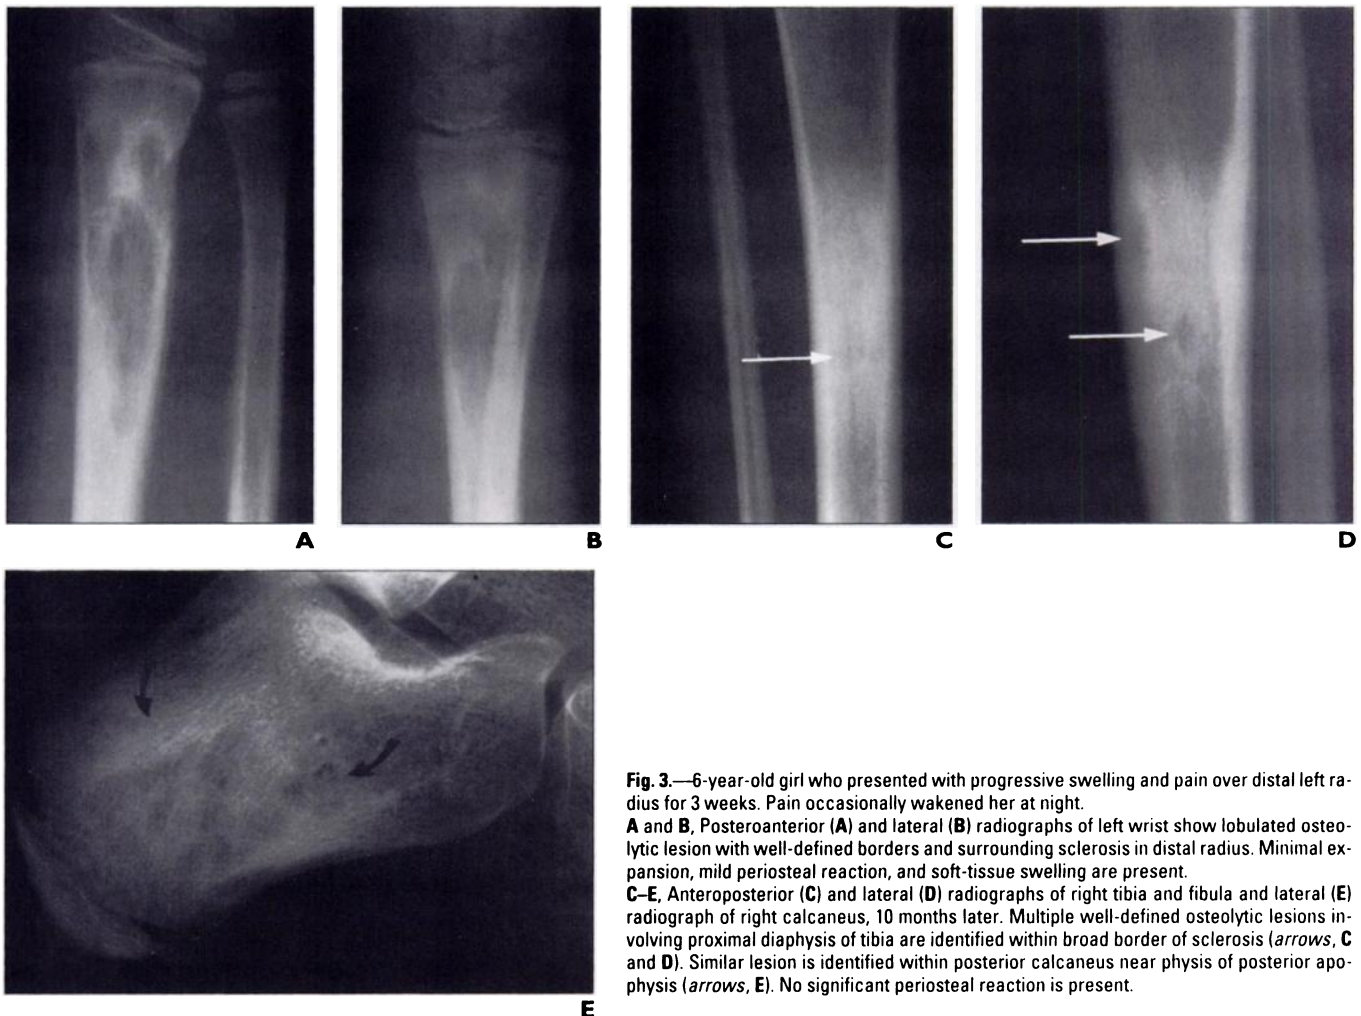 A
B
C
D
E
Fig. 3.—6-year-old girl who presented with progressive swelling and pain over distal left ra-
dius for 3 weeks. Pain occasionally wakened her at night.
A and B, Posteroanterior (A) and lateral (B) radiographs of left wrist show lobulated osteo-
lytic lesion with well-defined borders and surrounding sclerosis in distal radius. Minimal ex-
pansion, mild periosteal reaction, and soft-tissue swelling are present.
C–E, Anteroposterior (C) and lateral (D) radiographs of right tibia and fibula and lateral (E)
radiograph of right calcaneus, 10 months later. Multiple well-defined osteolytic lesions in-
volving proximal diaphysis of tibia are identified within broad border of sclerosis (arrows, C
and D). Similar lesion is identified within posterior calcaneus near physis of posterior apo-
physis (arrows, E). No significant periosteal reaction is present.